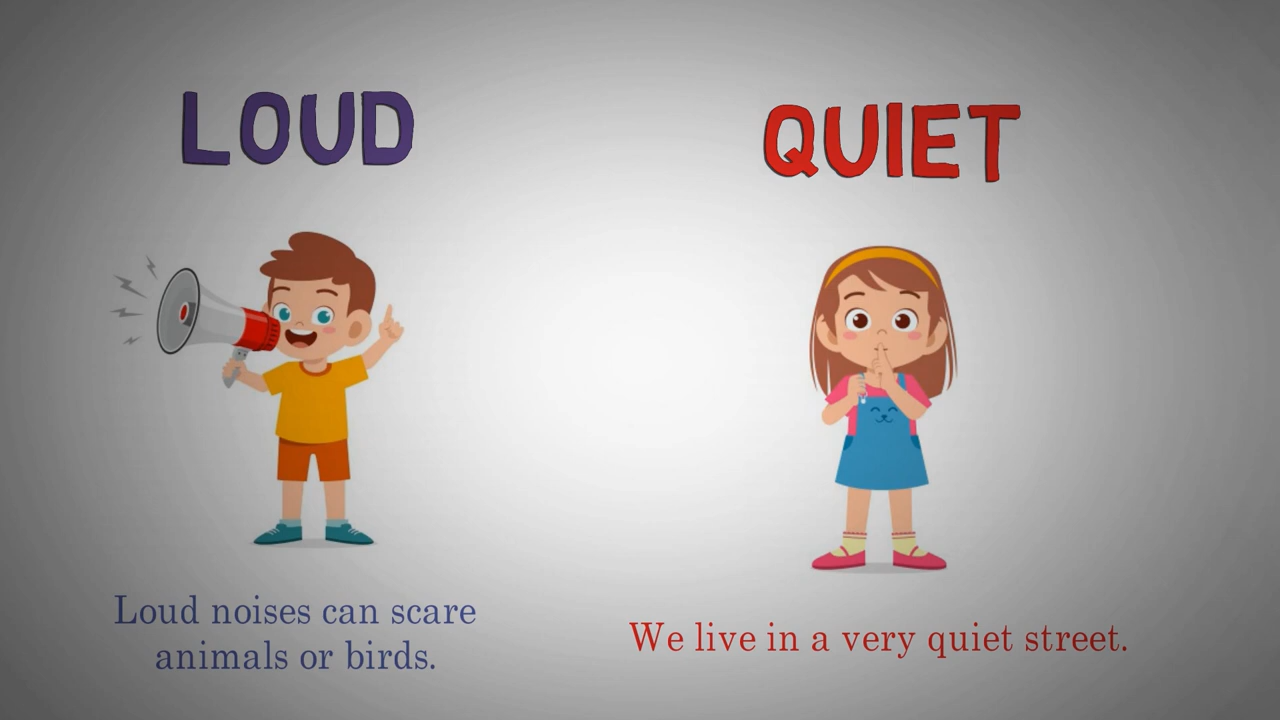 LOUD
QUIET
Loud noises can scare
animals or birds.
We live in a very quiet street.